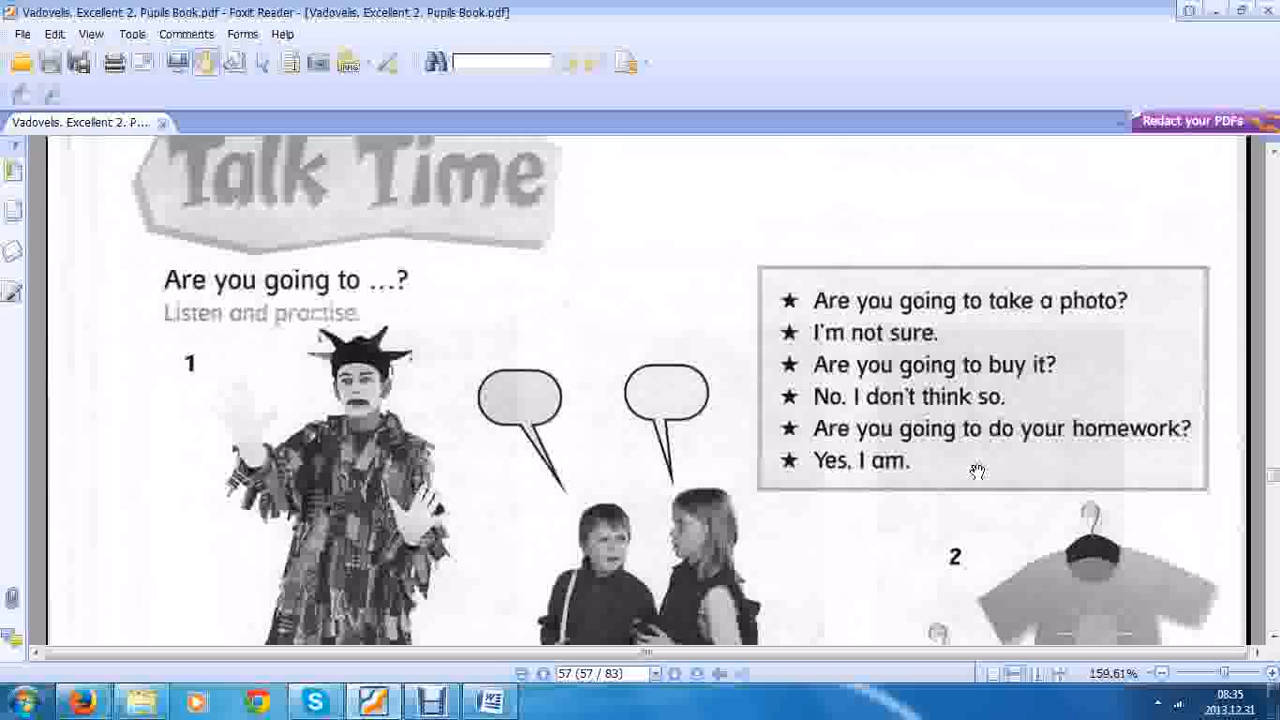 Vadovelis, Excellent 2. Pupils Book.pdf - Foxit Reader - [Vadovelis, Excellent 2. Pupils Book.pdf]
File Edit View Tools Comments Forms Help
Vadovelis, Excellent 2. P...
Redact your PDFs
Talk Time
Are you going to ...?
Listen and practise.
1
★ Are you going to take a photo?
★ I'm not sure.
★ Are you going to buy it?
★ No. I don't think so.
★ Are you going to do your homework?
★ Yes. I am.
2
57 (57 / 83)
159.61%
08:35
2013.12.31